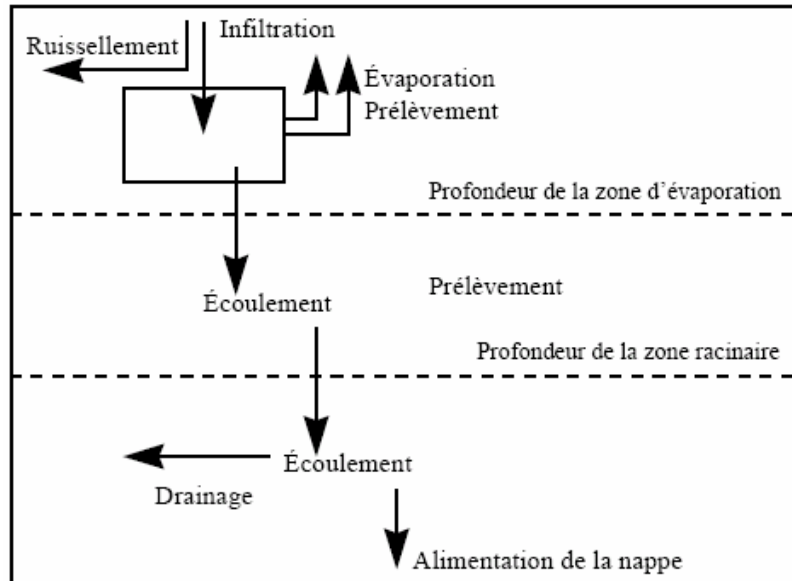 Infiltration
Ruissellement
Évaporation
Prélèvement
Profondeur de la zone d'évaporation
Prélèvement
Écoulement
Profondeur de la zone racinaire
Écoulement
Drainage
Alimentation de la nappe